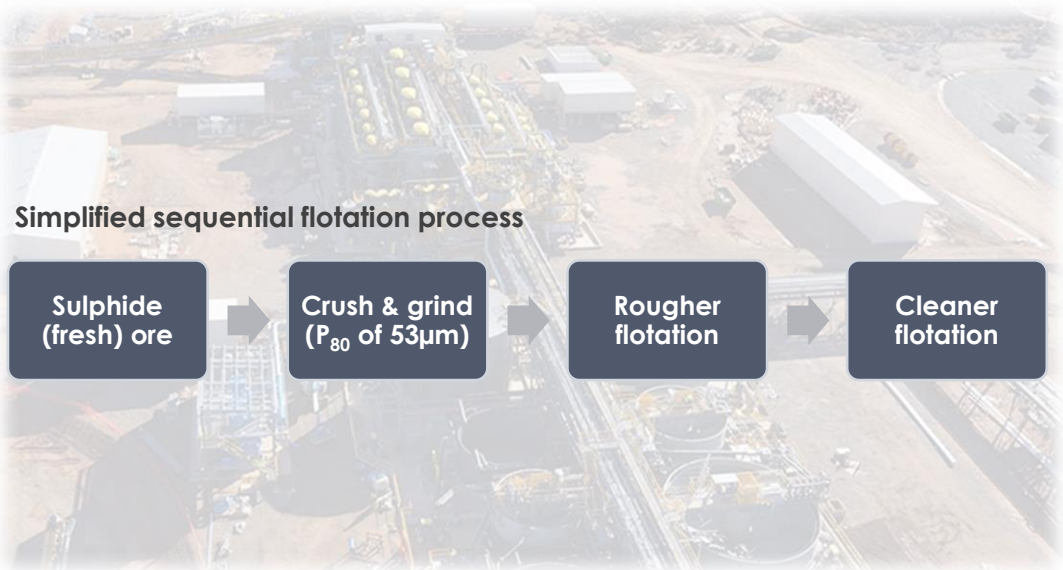 Simplified sequential flotation process
Sulphide
(fresh) ore
Crush & grind
(P80 of 53µm)
Rougher
flotation
Cleaner
flotation